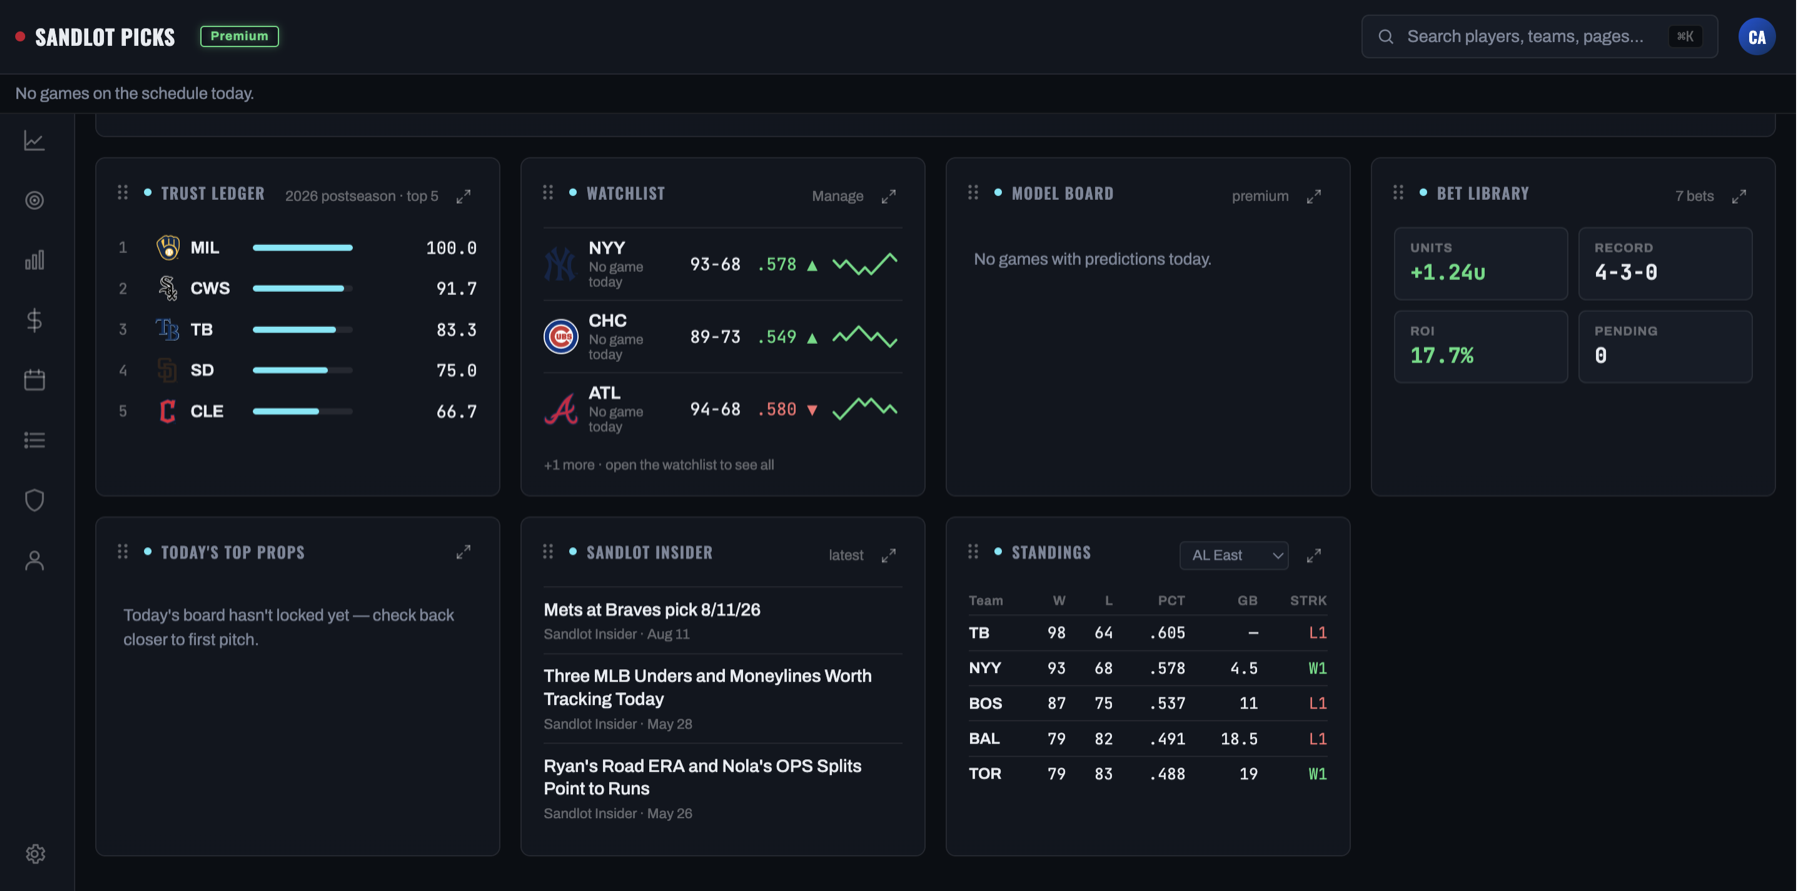 SANDLOT PICKS
Premium
Search players, teams, pages...
⌘K
CA
No games on the schedule today.
TRUST LEDGER
2026 postseason · top 5
1 MIL 100.0
2 CWS 91.7
3 TB 83.3
4 SD 75.0
5 CLE 66.7
WATCHLIST
Manage
NYY
No game
today
93-68 .578 ▲
CHC
No game
today
89-73 .549 ▲
ATL
No game
today
94-68 .580 ▼
+1 more · open the watchlist to see all
MODEL BOARD
premium
No games with predictions today.
BET LIBRARY
7 bets
UNITS
+1.24u
RECORD
4-3-0
ROI
17.7%
PENDING
0
TODAY'S TOP PROPS
Today's board hasn't locked yet — check back
closer to first pitch.
SANDLOT INSIDER
latest
Mets at Braves pick 8/11/26
Sandlot Insider · Aug 11
Three MLB Unders and Moneylines Worth
Tracking Today
Sandlot Insider · May 28
Ryan's Road ERA and Nola's OPS Splits
Point to Runs
Sandlot Insider · May 26
STANDINGS
AL East
Team W L PCT GB STRK
TB 98 64 .605 – L1
NYY 93 68 .578 4.5 W1
BOS 87 75 .537 11 L1
BAL 79 82 .491 18.5 L1
TOR 79 83 .488 19 W1